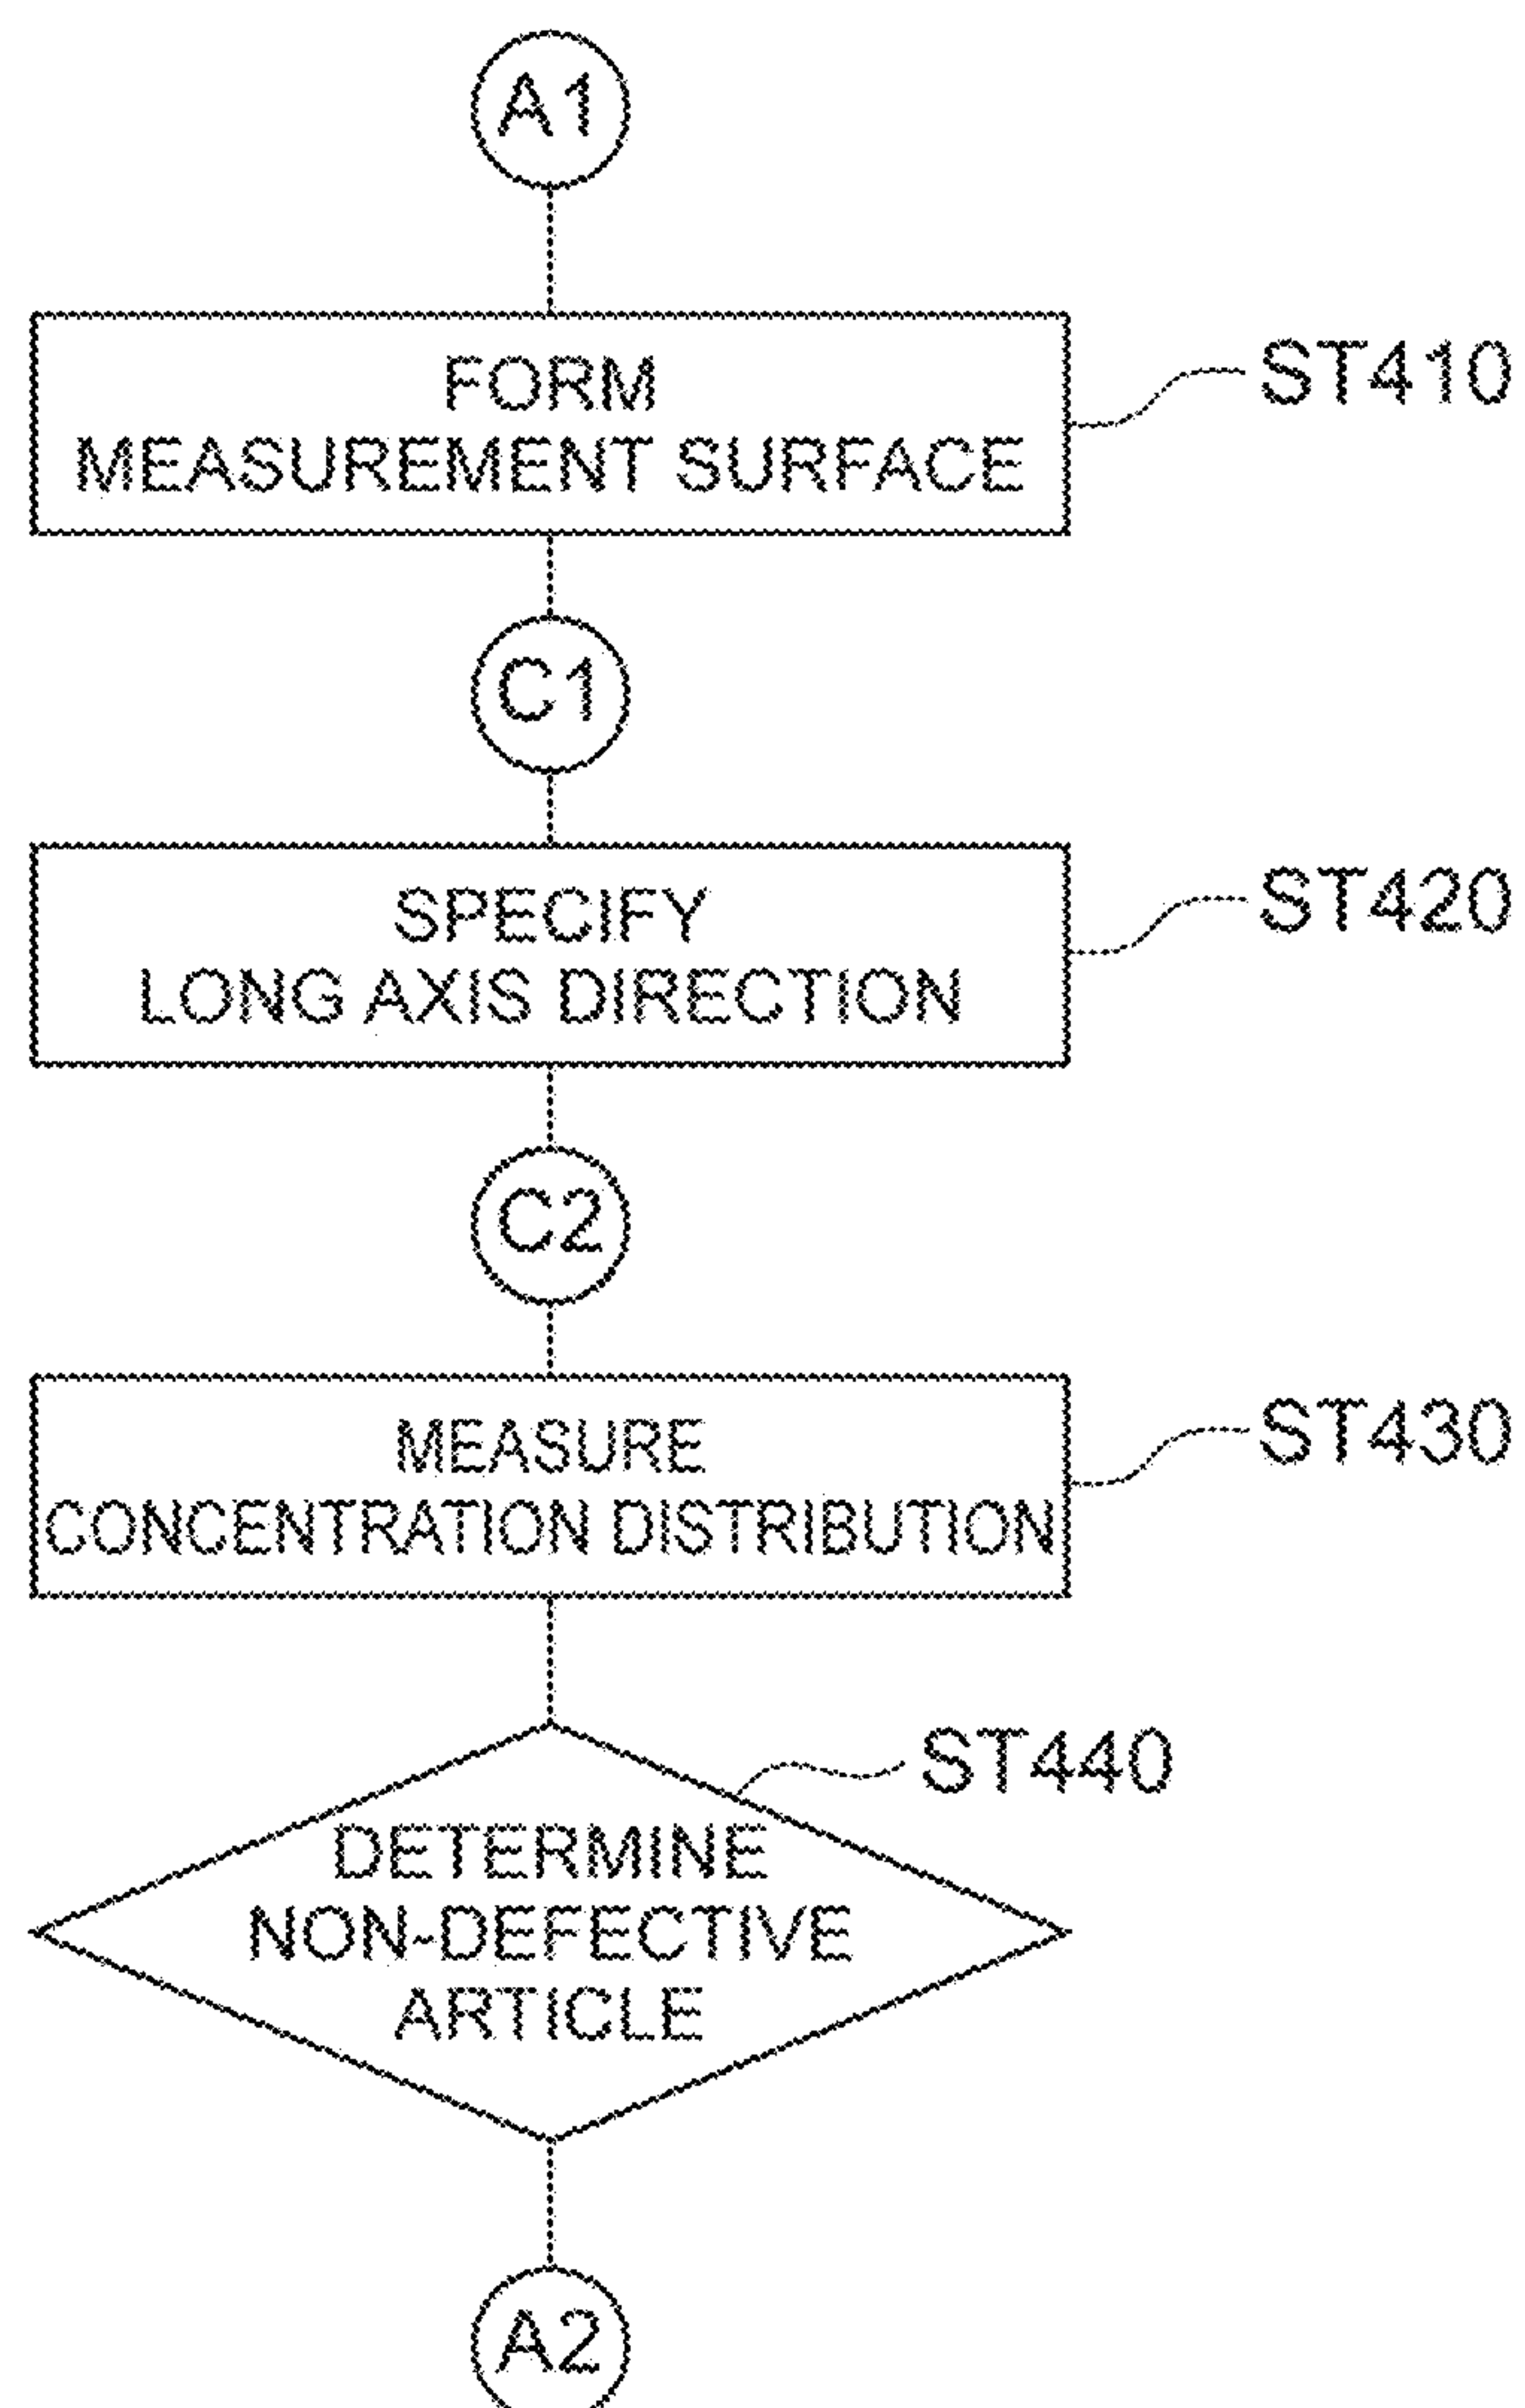 A1
FORM
MEASUREMENT SURFACE
ST410
C1
SPECIFY
LONG AXIS DIRECTION
ST420
C2
MEASURE
CONCENTRATION DISTRIBUTION
ST430
ST440
DETERMINE
NON-DEFECTIVE
ARTICLE
A2